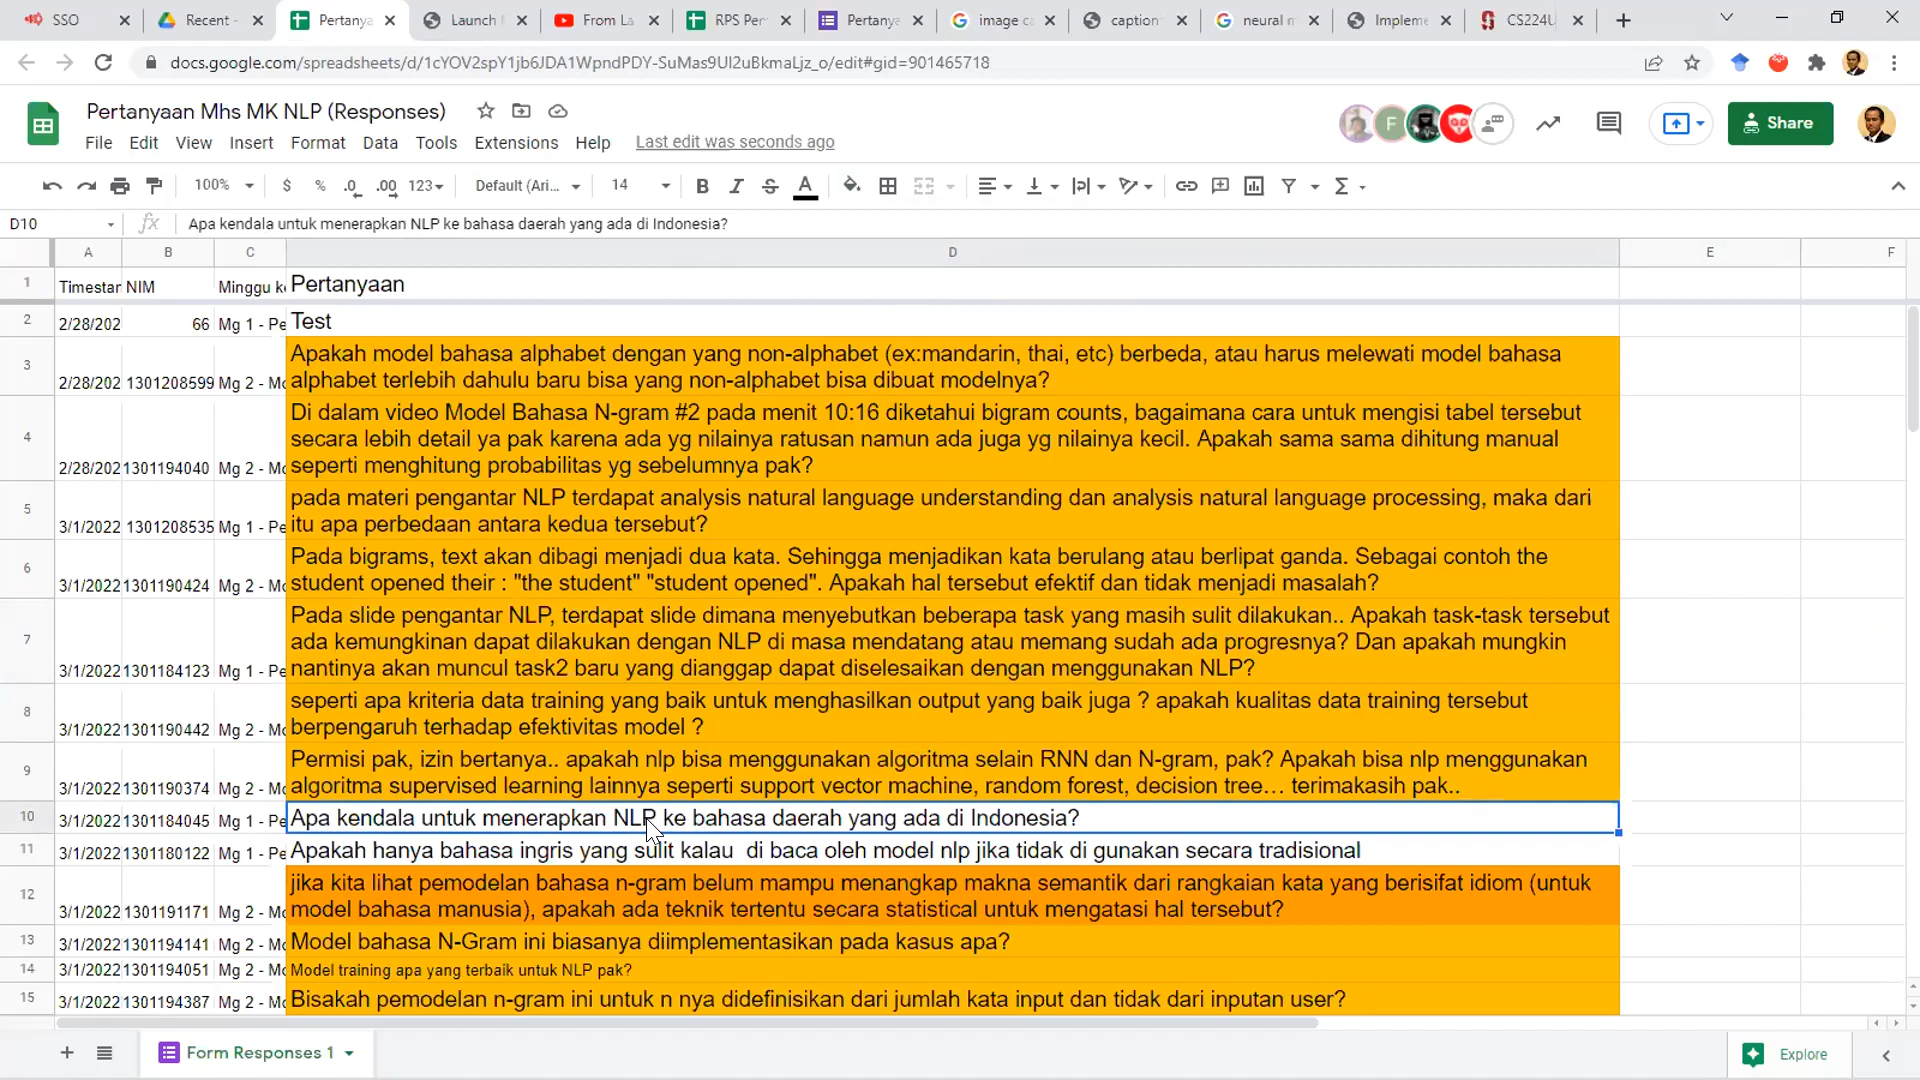 SSO
Recent -
Pertanya
Launch
From La
RPS Per
Pertanya
image ca
caption
neural m
Impleme
CS224U
docs.google.com/spreadsheets/d/1cYOV2spY1jb6JDA1WpndPDY-SuMas9UI2uBkmaLjz_o/edit#gid=901465718
Pertanyaan Mhs MK NLP (Responses)
File Edit View Insert Format Data Tools Extensions Help Last edit was seconds ago
F
Share
100% $ % .0 .00 123 Default (Ari... 14 B I S A Σ
D10 fx Apa kendala untuk menerapkan NLP ke bahasa daerah yang ada di Indonesia?
A B C D E F
1 Timestan NIM Minggu k Pertanyaan
2 2/28/202 66 Mg 1 - Pe Test
Apakah model bahasa alphabet dengan yang non-alphabet (ex:mandarin, thai, etc) berbeda, atau harus melewati model bahasa
3 2/28/202 1301208599 Mg 2 - Mo alphabet terlebih dahulu baru bisa yang non-alphabet bisa dibuat modelnya?
Di dalam video Model Bahasa N-gram #2 pada menit 10:16 diketahui bigram counts, bagaimana cara untuk mengisi tabel tersebut
secara lebih detail ya pak karena ada yg nilainya ratusan namun ada juga yg nilainya kecil. Apakah sama sama dihitung manual
4 2/28/202 1301194040 Mg 2 - Mo seperti menghitung probabilitas yg sebelumnya pak?
pada materi pengantar NLP terdapat analysis natural language understanding dan analysis natural language processing, maka dari
5 3/1/2022 1301208535 Mg 1 - Pe itu apa perbedaan antara kedua tersebut?
Pada bigrams, text akan dibagi menjadi dua kata. Sehingga menjadikan kata berulang atau berlipat ganda. Sebagai contoh the
6 3/1/2022 1301190424 Mg 2 - Mo student opened their : "the student" "student opened". Apakah hal tersebut efektif dan tidak menjadi masalah?
Pada slide pengantar NLP, terdapat slide dimana menyebutkan beberapa task yang masih sulit dilakukan.. Apakah task-task tersebut
ada kemungkinan dapat dilakukan dengan NLP di masa mendatang atau memang sudah ada progresnya? Dan apakah mungkin
7 3/1/2022 1301184123 Mg 1 - Pe nantinya akan muncul task2 baru yang dianggap dapat diselesaikan dengan menggunakan NLP?
seperti apa kriteria data training yang baik untuk menghasilkan output yang baik juga ? apakah kualitas data training tersebut
8 3/1/2022 1301190442 Mg 2 - Mo berpengaruh terhadap efektivitas model ?
Permisi pak, izin bertanya.. apakah nlp bisa menggunakan algoritma selain RNN dan N-gram, pak? Apakah bisa nlp menggunakan
9 3/1/2022 1301190374 Mg 2 - Mo algoritma supervised learning lainnya seperti support vector machine, random forest, decision tree… terimakasih pak..
10 3/1/2022 1301184045 Mg 1 - Pe Apa kendala untuk menerapkan NLP ke bahasa daerah yang ada di Indonesia?
11 3/1/2022 1301180122 Mg 1 - Pe Apakah hanya bahasa ingris yang sulit kalau di baca oleh model nlp jika tidak di gunakan secara tradisional
jika kita lihat pemodelan bahasa n-gram belum mampu menangkap makna semantik dari rangkaian kata yang berisifat idiom (untuk
12 3/1/2022 1301191171 Mg 2 - Mo model bahasa manusia), apakah ada teknik tertentu secara statistical untuk mengatasi hal tersebut?
13 3/1/2022 1301194141 Mg 2 - Mo Model bahasa N-Gram ini biasanya diimplementasikan pada kasus apa?
14 3/1/2022 1301194051 Mg 2 - Mo Model training apa yang terbaik untuk NLP pak?
15 3/1/2022 1301194387 Mg 2 - Mo Bisakah pemodelan n-gram ini untuk n nya didefinisikan dari jumlah kata input dan tidak dari inputan user?
Form Responses 1
Explore